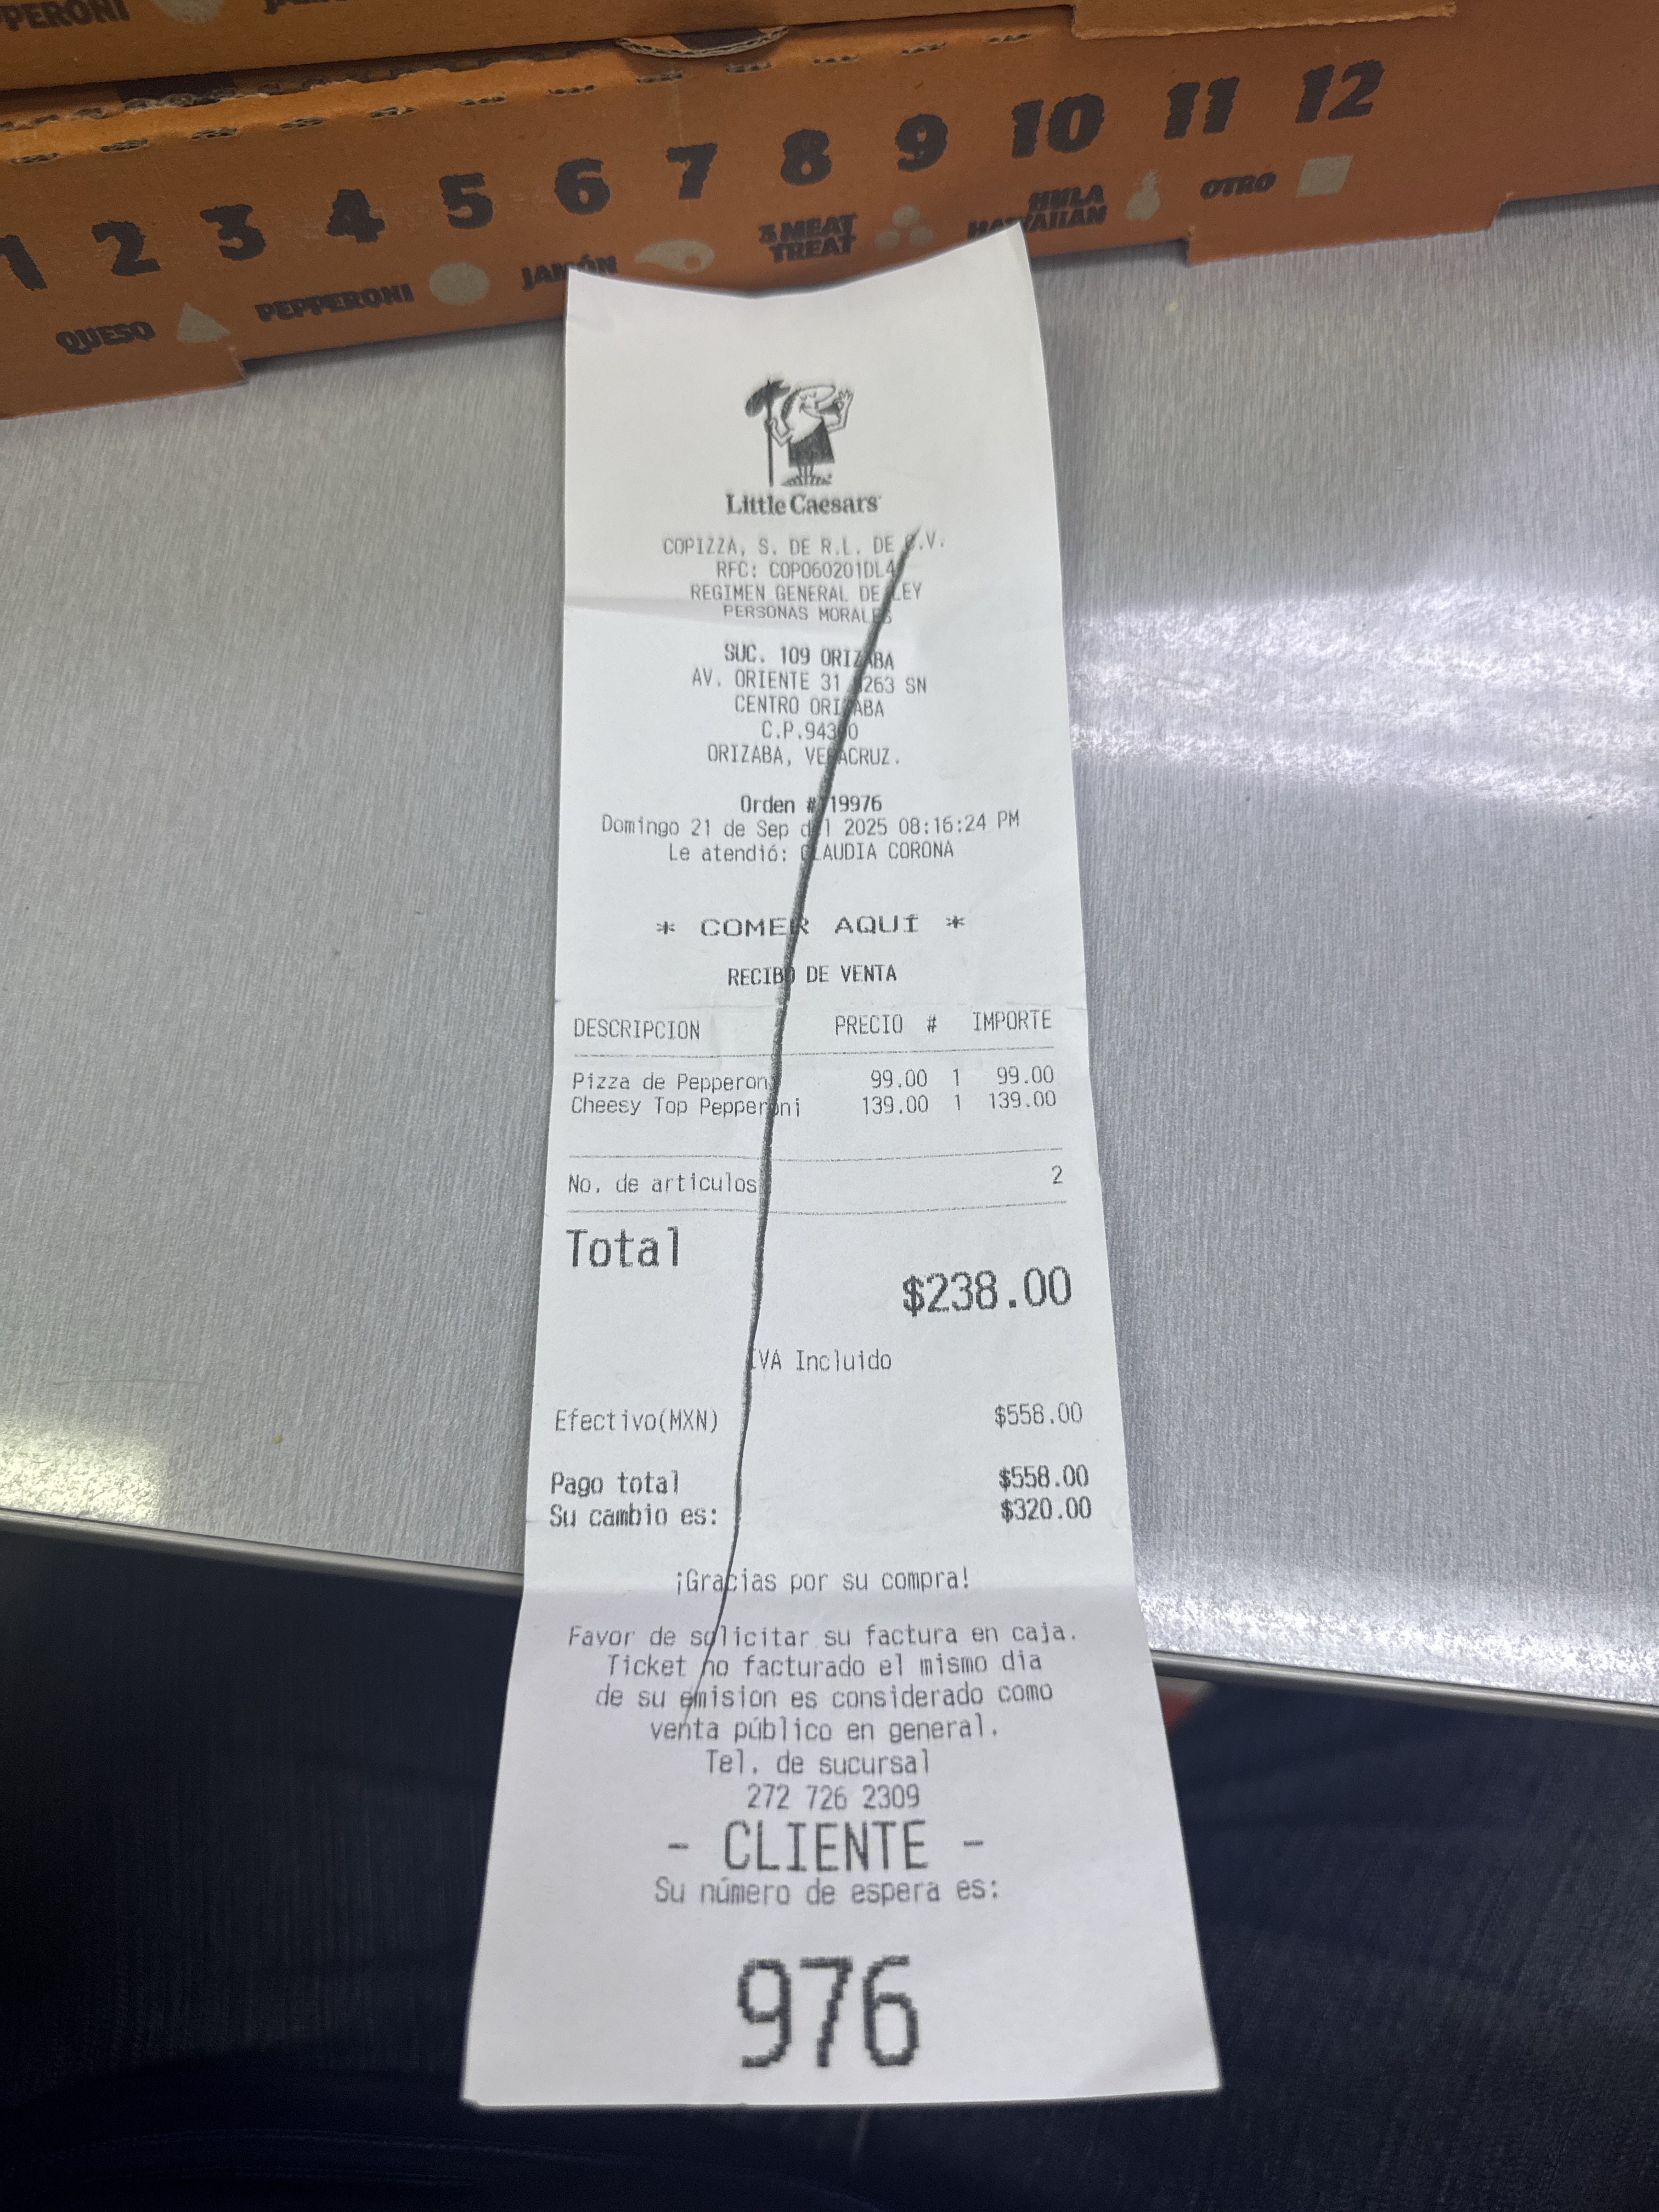 PEPPERONI
1 2 3 4 5 6 7 8 9 10 11 12
QUESO PEPPERONI JAMÓN 3 MEAT TREAT HULA HAWAIIAN OTRO
Little Caesars
COPIZZA, S. DE R.L. DE C.V.
RFC: COP060201DL4
REGIMEN GENERAL DE LEY
PERSONAS MORALES
SUC. 109 ORIZABA
AV. ORIENTE 31 #263 SN
CENTRO ORIZABA
C.P.94300
ORIZABA, VERACRUZ.
Orden #719976
Domingo 21 de Sep del 2025 08:16:24 PM
Le atendió: CLAUDIA CORONA
* COMER AQUÍ *
RECIBO DE VENTA
DESCRIPCION PRECIO # IMPORTE
Pizza de Pepperoni 99.00 1 99.00
Cheesy Top Pepperoni 139.00 1 139.00
No. de articulos 2
Total
$238.00
IVA Incluido
Efectivo(MXN) $558.00
Pago total $558.00
Su cambio es: $320.00
¡Gracias por su compra!
Favor de solicitar su factura en caja.
Ticket no facturado el mismo dia
de su emision es considerado como
venta público en general.
Tel. de sucursal
272 726 2309
- CLIENTE -
Su número de espera es:
976